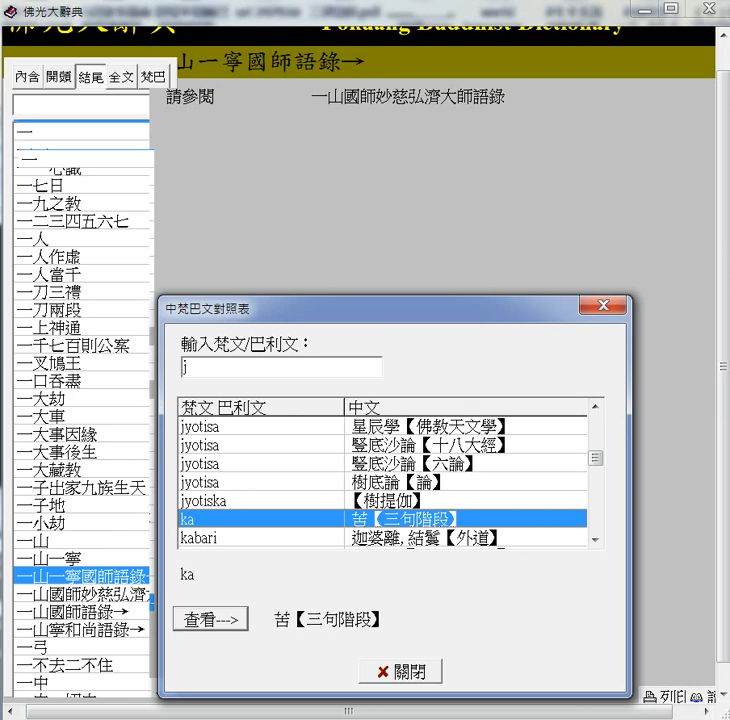 佛光大辭典
山一寧國師語錄→
內含 開頭 結尾 全文 梵巴
請參閱 一山國師妙慈弘濟大師語錄
一
一
一心識
一七日
一九之教
一二三四五六七
一人
一人作虛
一人當千
一刀三禮
一刀兩段
一上神通
一千七百則公案
一叉鳩王
一口吞盡
一大劫
一大車
一大事因緣
一大事後生
一大藏教
一子出家九族生天
一子地
一小劫
一山
一山一寧
一山一寧國師語錄
一山國師妙慈弘濟
一山國師語錄→
一山寧和尚語錄→
一弓
一不去二不住
一中
中梵巴文對照表
輸入梵文/巴利文：
j
梵文 巴利文 中文
jyotisa 星辰學【佛教天文學】
jyotisa 豎底沙論【十八大經】
jyotisa 豎底沙論【六論】
jyotisa 樹底論【論】
jyotiska 【樹提伽】
ka 苦【三句階段】
kabari 迦婆離,結鬘【外道】
ka
查看---> 苦【三句階段】
關閉